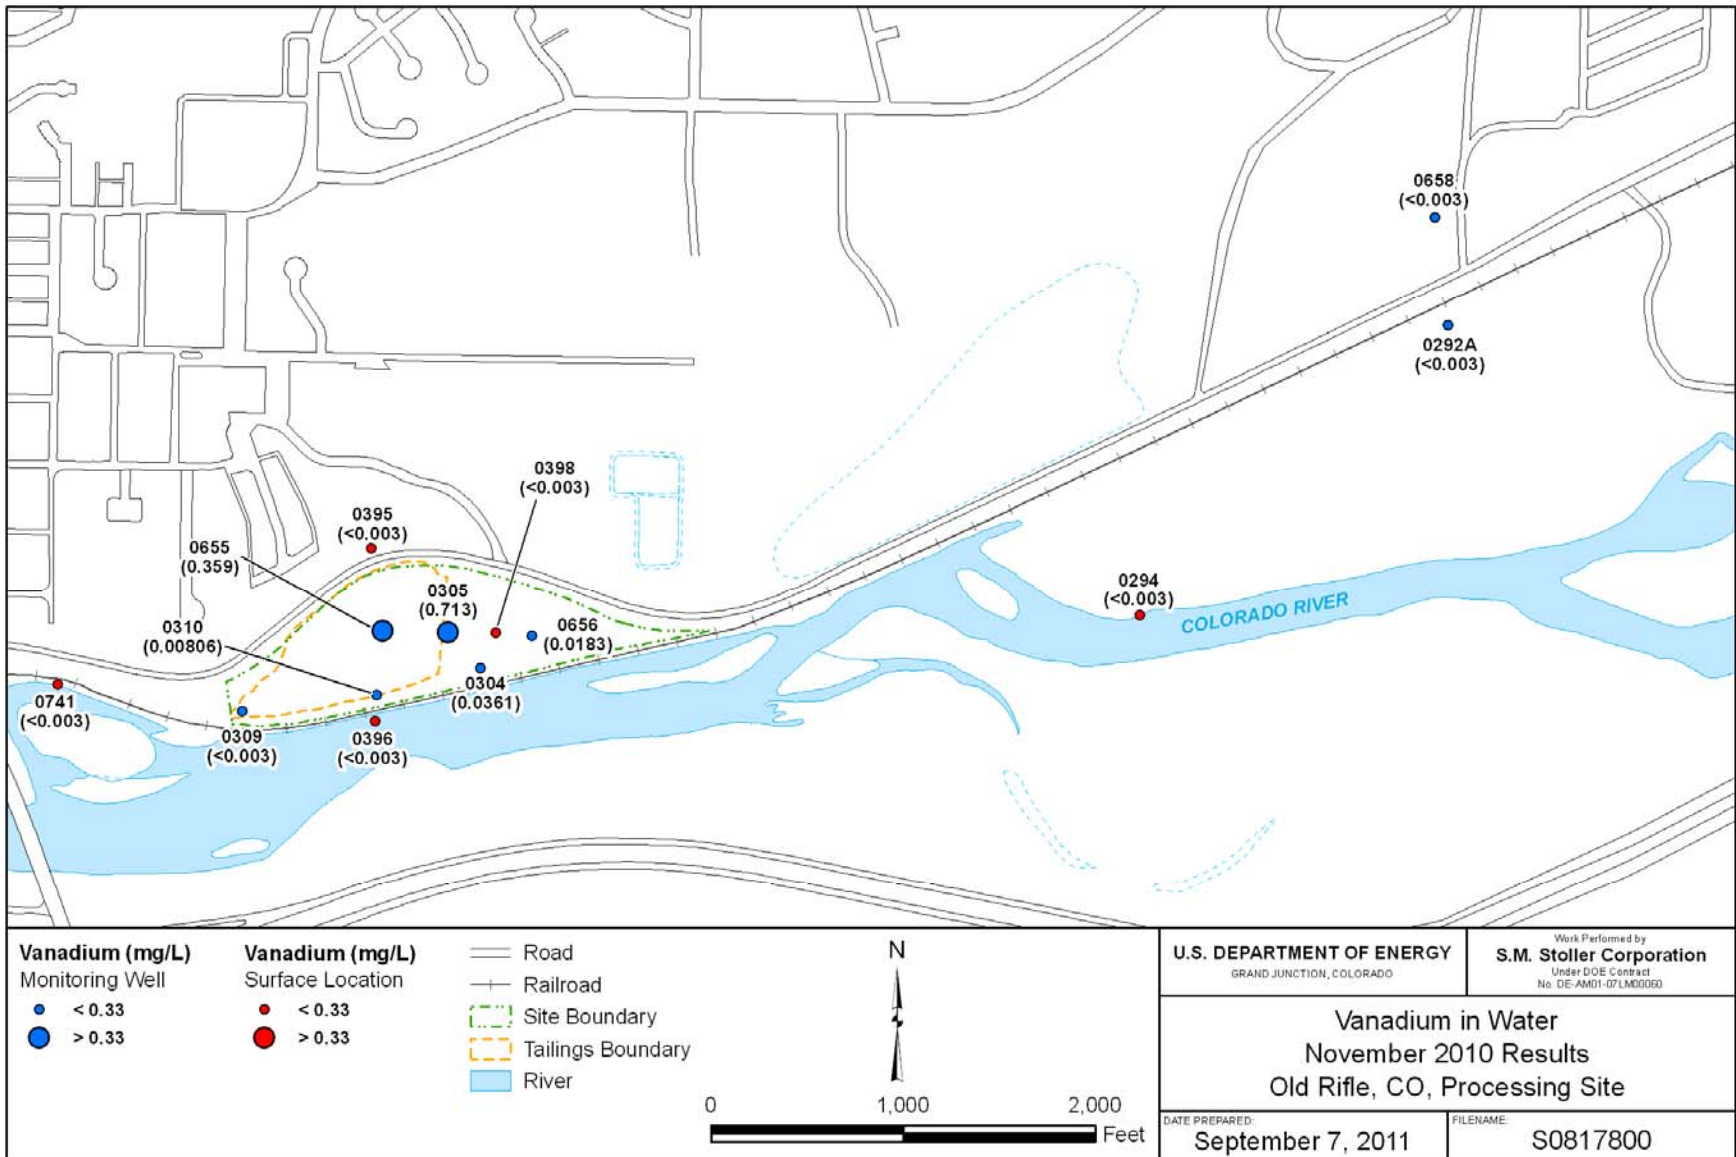 0658
(<0.003)
0292A
(<0.003)
0398
(<0.003)
0395
(<0.003)
0655
(0.359)
0305
(0.713)
0294
(<0.003)
COLORADO RIVER
0310
(0.00806)
0656
(0.0183)
0304
(0.0361)
0741
(<0.003)
0309
(<0.003)
0396
(<0.003)
Vanadium (mg/L)
Monitoring Well
< 0.33
> 0.33
Vanadium (mg/L)
Surface Location
< 0.33
> 0.33
Road
Railroad
Site Boundary
Tailings Boundary
River
N
0 1,000 2,000
Feet
U.S. DEPARTMENT OF ENERGY
GRAND JUNCTION, COLORADO
Work Performed by
S.M. Stoller Corporation
Under DOE Contract
No. DE-AM01-07LM00060
Vanadium in Water
November 2010 Results
Old Rifle, CO, Processing Site
DATE PREPARED:
September 7, 2011
FILENAME:
S0817800